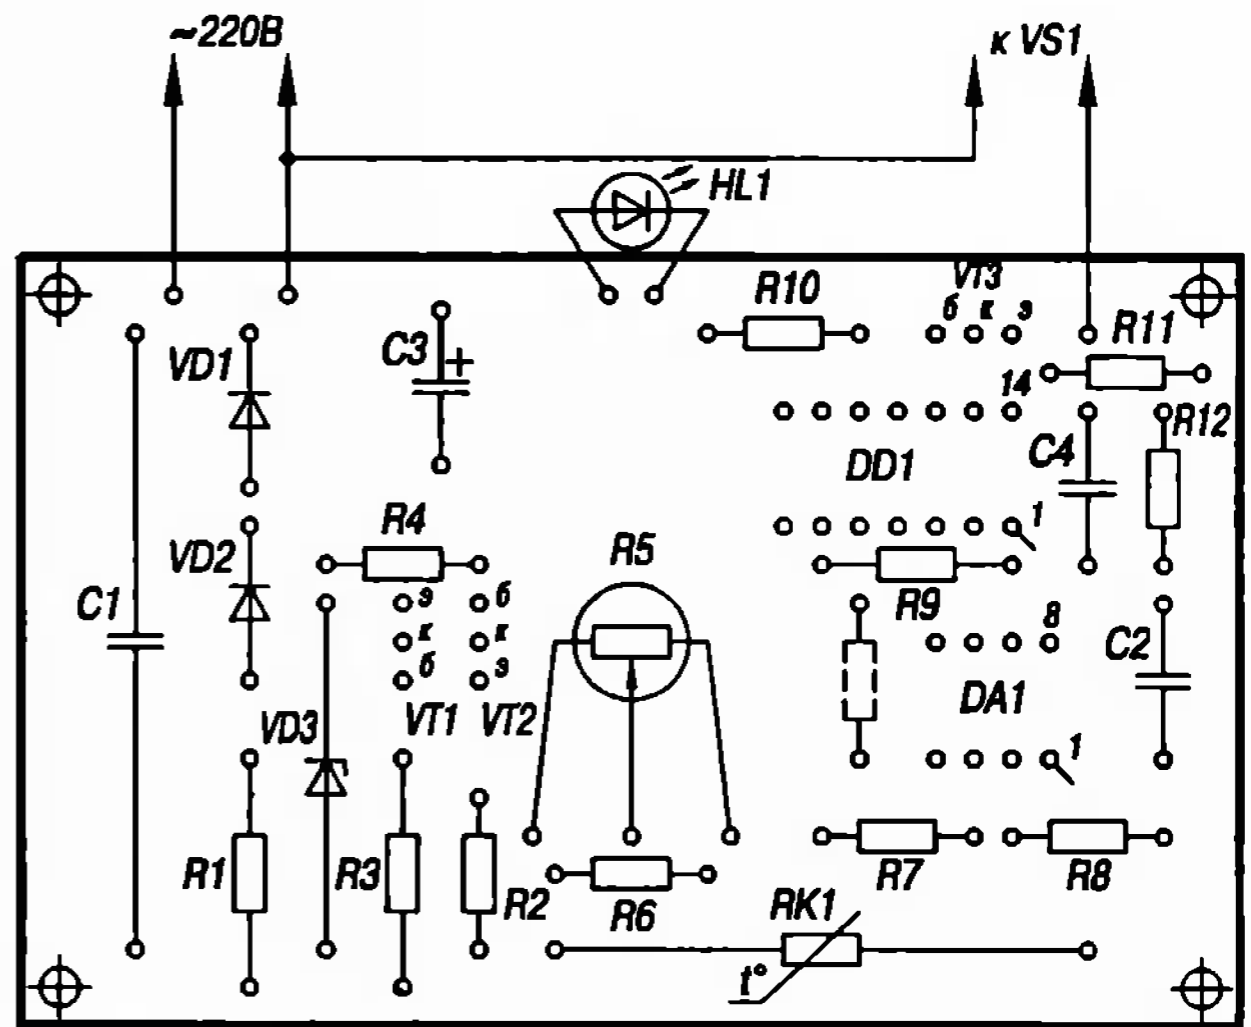 ~220В
к VS1
HL1
R10
VT3
б к э
R11
VD1
C3
+
14
R12
DD1
C4
1
R4
VD2
R5
C1
э
б
к
к
б
э
R9
8
C2
VD3
VT1
VT2
DA1
1
R1
R3
R2
R6
R7
R8
RK1
t°